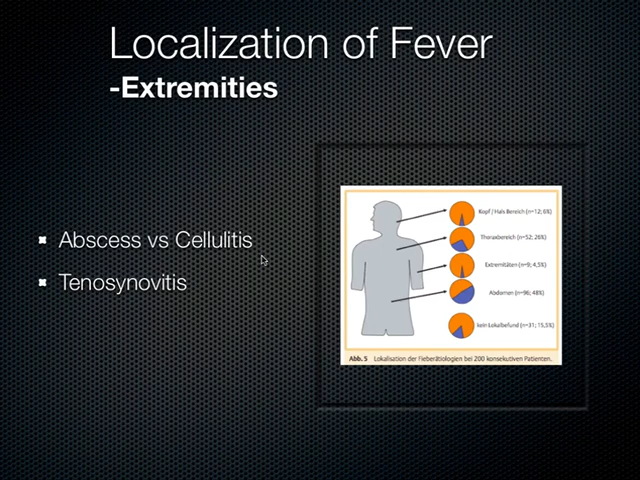 Localization of Fever
-Extremities
Abscess vs Cellulitis
Tenosynovitis
Kopf / Hals Bereich (n=12; 6%)
Thoraxbereich (n=52; 26%)
Extremitäten (n=9; 4,5%)
Abdomen (n=96; 48%)
kein Lokalbefund (n=31; 15,5%)
Abb. 5 Lokalisation der Fieberätiologien bei 200 konsekutiven Patienten.